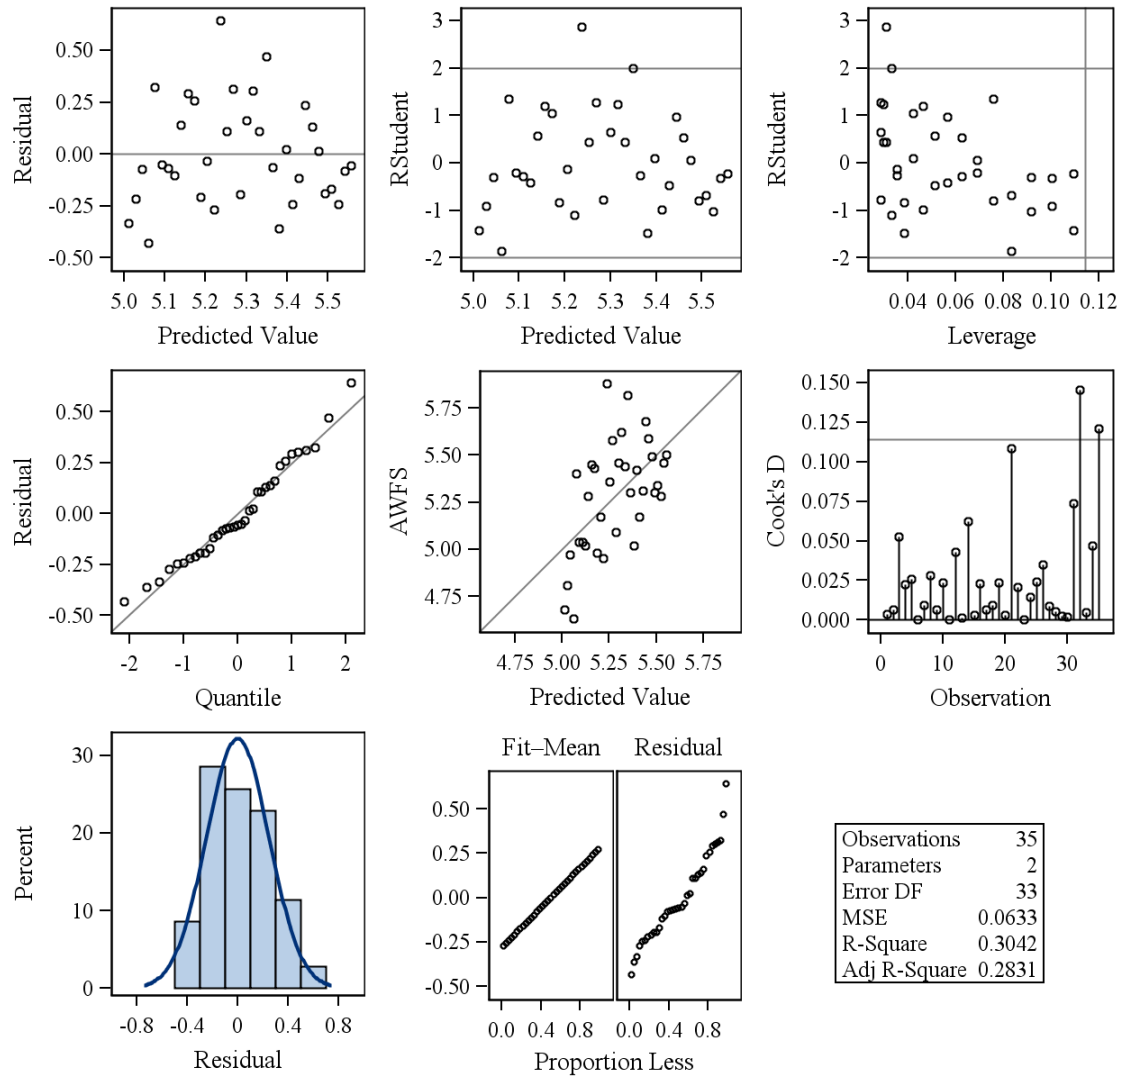 0.50
0.25
0.00
-0.25
-0.50
Residual
5.0 5.1 5.2 5.3 5.4 5.5
Predicted Value
3
2
1
0
-1
-2
RStudent
5.0 5.1 5.2 5.3 5.4 5.5
Predicted Value
3
2
1
0
-1
-2
RStudent
0.04 0.06 0.08 0.10 0.12
Leverage
0.50
0.25
0.00
-0.25
-0.50
Residual
-2 -1 0 1 2
Quantile
5.75
5.50
5.25
5.00
4.75
AWFS
4.75 5.00 5.25 5.50 5.75
Predicted Value
0.150
0.125
0.100
0.075
0.050
0.025
0.000
Cook's D
0 10 20 30
Observation
30
20
10
0
Percent
-0.8 -0.4 0 0.4 0.8
Residual
Fit–Mean Residual
0.50
0.25
0.00
-0.25
-0.50
0.0 0.4 0.8 0.0 0.4 0.8
Proportion Less
Observations 35
Parameters 2
Error DF 33
MSE 0.0633
R-Square 0.3042
Adj R-Square 0.2831